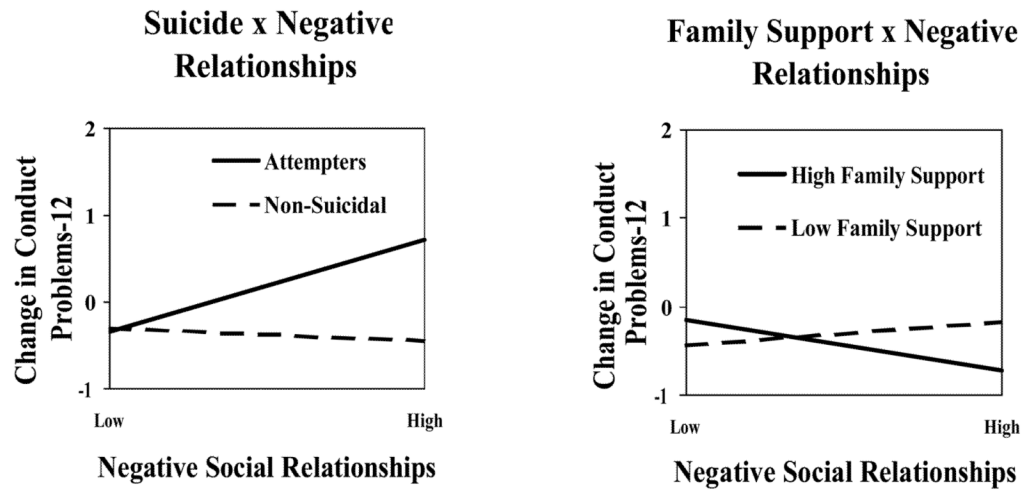 Suicide x Negative
Relationships
2
1
0
-1
Attempters
Non-Suicidal
Change in Conduct
Problems-12
Low
High
Negative Social Relationships
Family Support x Negative
Relationships
2
1
0
-1
High Family Support
Low Family Support
Change in Conduct
Problems-12
Low
High
Negative Social Relationships